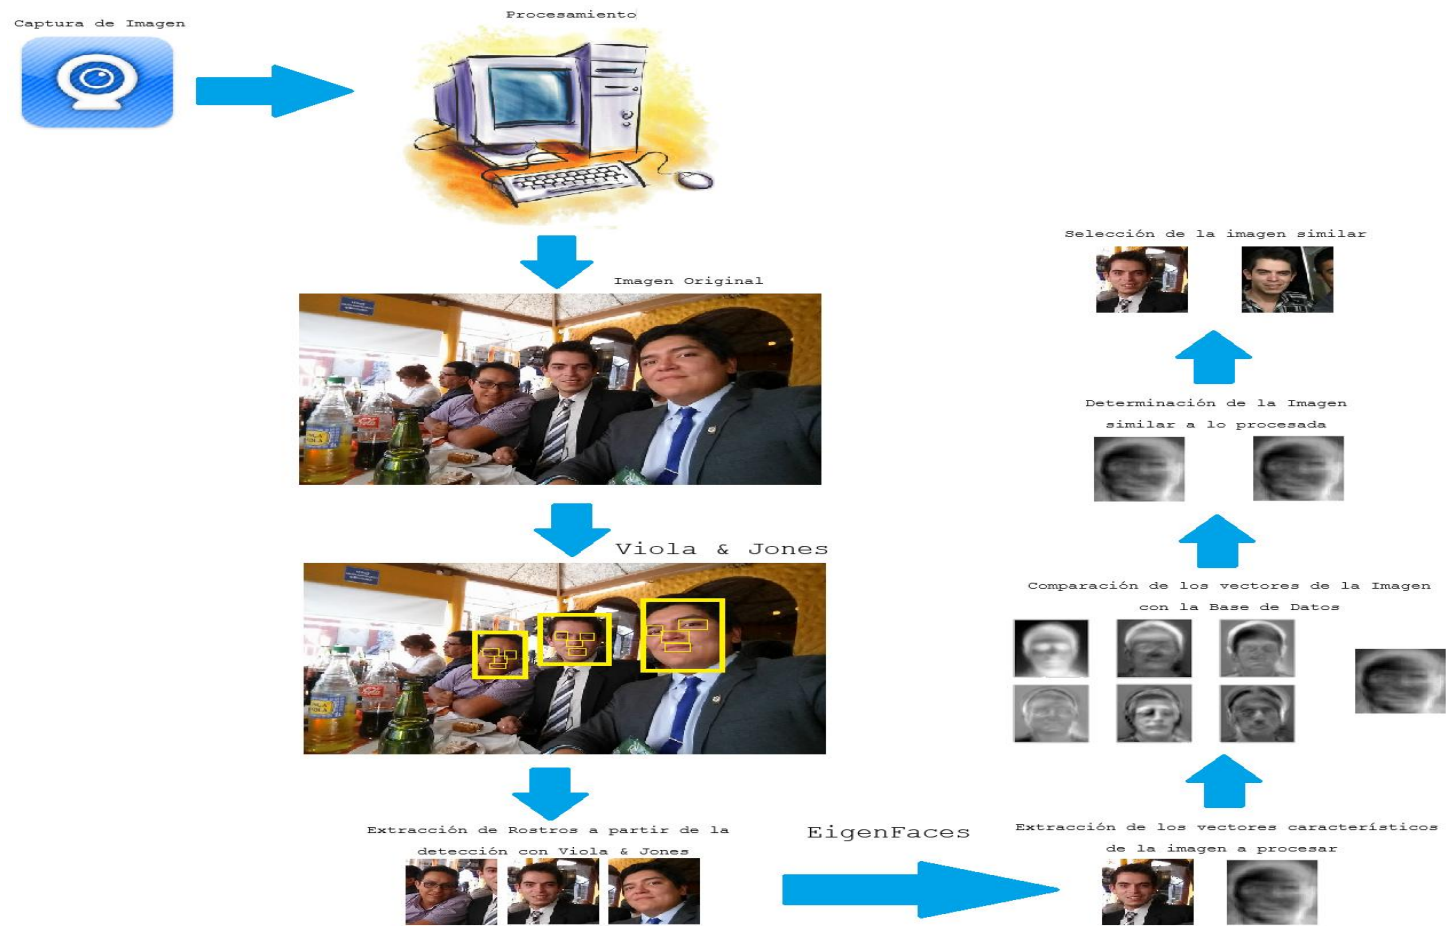 Captura de Imagen
Procesamiento
Imagen Original
Viola & Jones
Extracción de Rostros a partir de la
detección con Viola & Jones
EigenFaces
Extracción de los vectores característicos
de la imagen a procesar
Comparación de los vectores de la Imagen
con la Base de Datos
Determinación de la Imagen
similar a lo procesada
Selección de la imagen similar